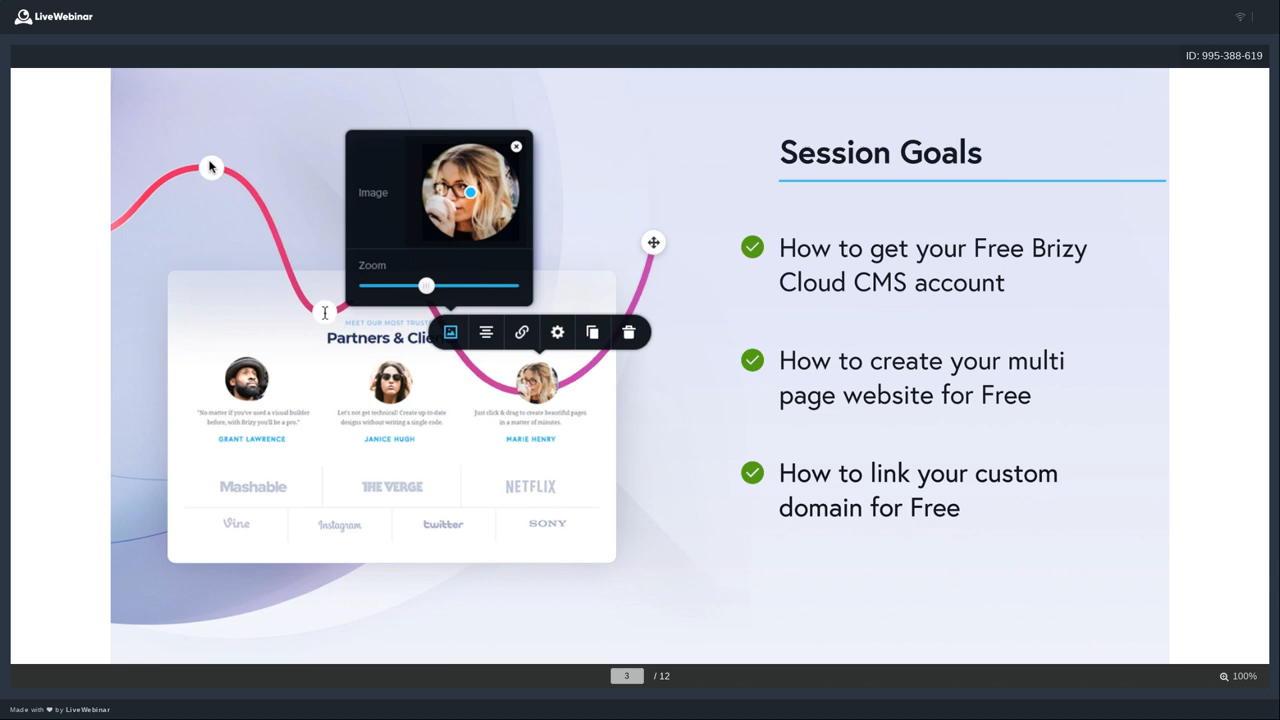 LiveWebinar
ID: 995-388-619
Image
Zoom
MEET OUR MOST TRUST
Partners & Clie
"No matter if you've used a visual builder
before, with Brizy you'll be a pro."
GRANT LAWRENCE
Let's not get technical! Create up-to-date
designs without writing a single code.
JANICE HUGH
Just click & drag to create beautiful pages
in a matter of minutes.
MARIE HENRY
Mashable
THE VERGE
NETFLIX
Vine
Instagram
twitter
SONY
Session Goals
How to get your Free Brizy
Cloud CMS account
How to create your multi
page website for Free
How to link your custom
domain for Free
3 / 12
100%
Made with ❤ by LiveWebinar